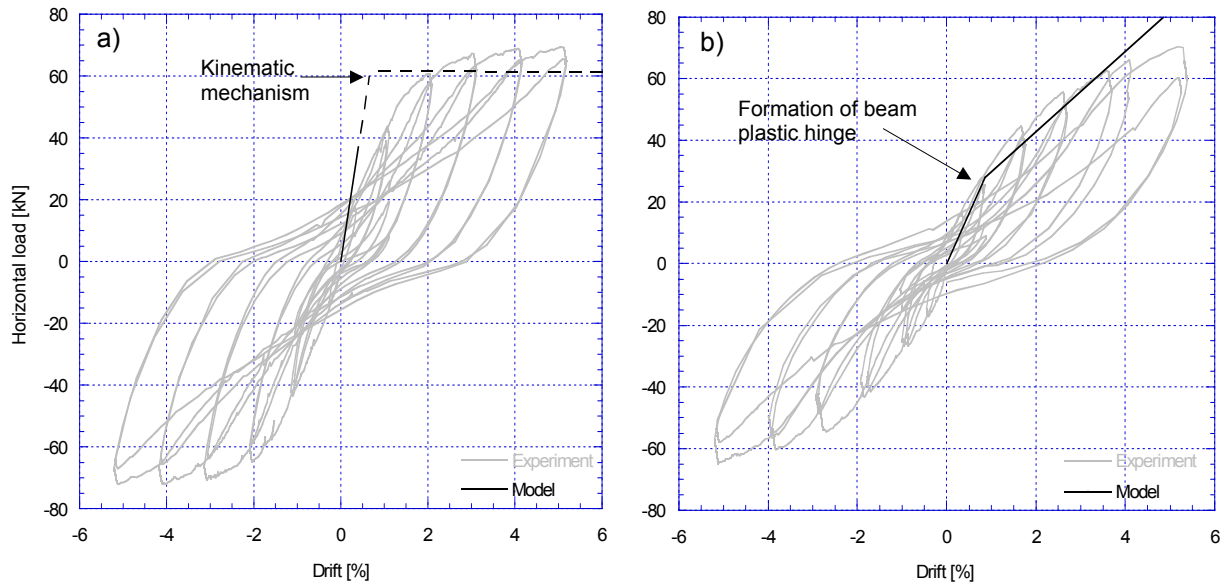 a)
Kinematic
mechanism
Horizontal load [kN]
80
60
40
20
0
-20
-40
-60
-80
-6
-4
-2
0
2
4
6
Drift [%]
Experiment
Model
b)
Formation of beam
plastic hinge
80
60
40
20
0
-20
-40
-60
-80
-6
-4
-2
0
2
4
6
Drift [%]
Experiment
Model